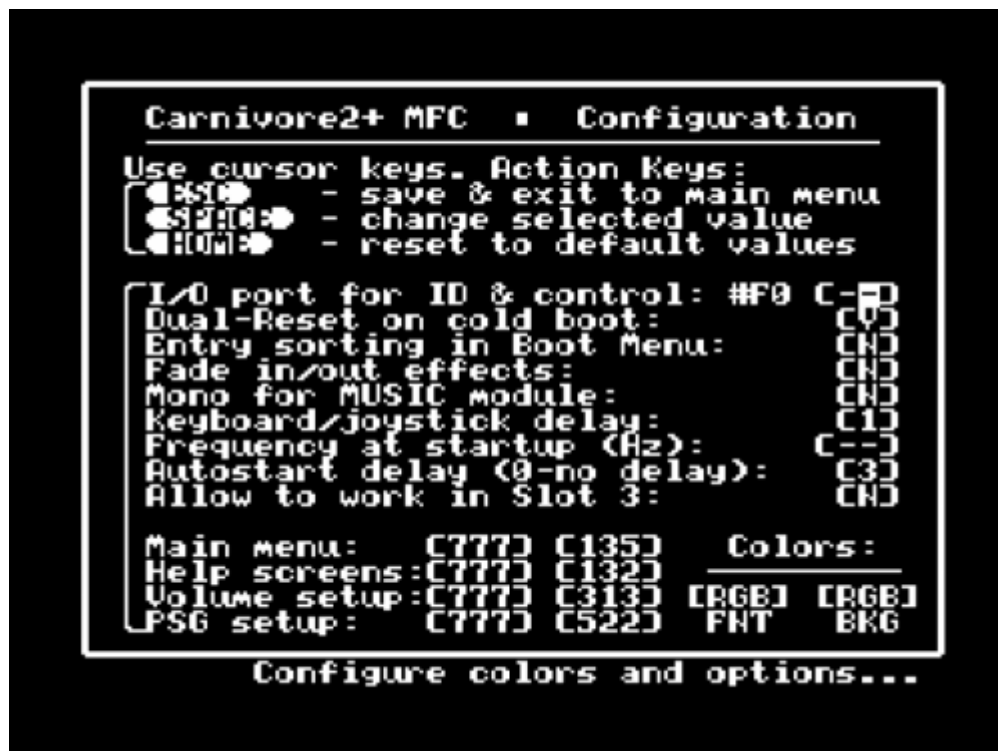 Carnivore2+ MFC ▪ Configuration
Use cursor keys. Action Keys:
ESC - save & exit to main menu
SPACE - change selected value
HOME - reset to default values
I/O port for ID & control: #F0 [--]
Dual-Reset on cold boot: [Y]
Entry sorting in Boot Menu: [N]
Fade in/out effects: [N]
Mono for MUSIC module: [N]
Keyboard/joystick delay: [1]
Frequency at startup (Hz): [--]
Autostart delay (0-no delay): [3]
Allow to work in Slot 3: [N]
Main menu: [777] [135] Colors:
Help screens:[777] [132]
Volume setup:[777] [313] [RGB] [RGB]
PSG setup: [777] [522] FNT BKG
Configure colors and options...